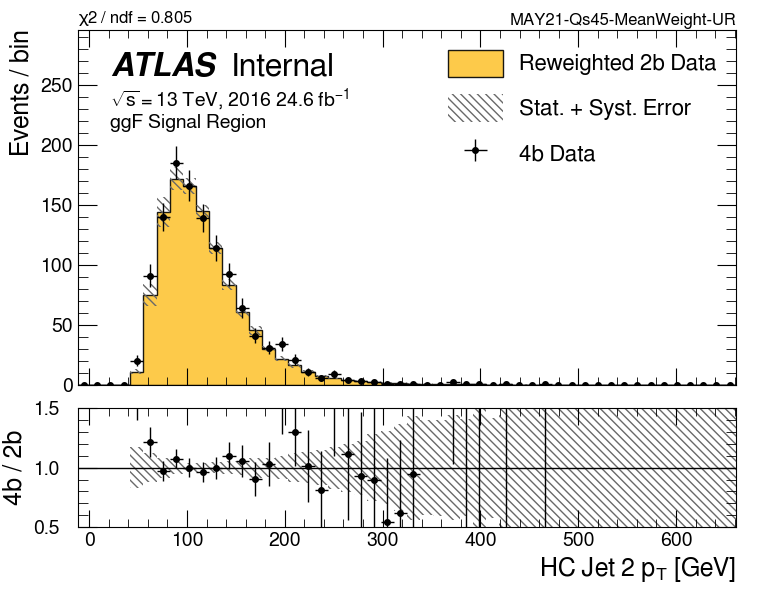 χ2 / ndf = 0.805
MAY21-Qs45-MeanWeight-UR
ATLAS Internal
√s = 13 TeV, 2016 24.6 fb⁻¹
ggF Signal Region
Reweighted 2b Data
Stat. + Syst. Error
4b Data
Events / bin
250
200
150
100
50
0
4b / 2b
1.5
1.0
0.5
0 100 200 300 400 500 600
HC Jet 2 p_T [GeV]